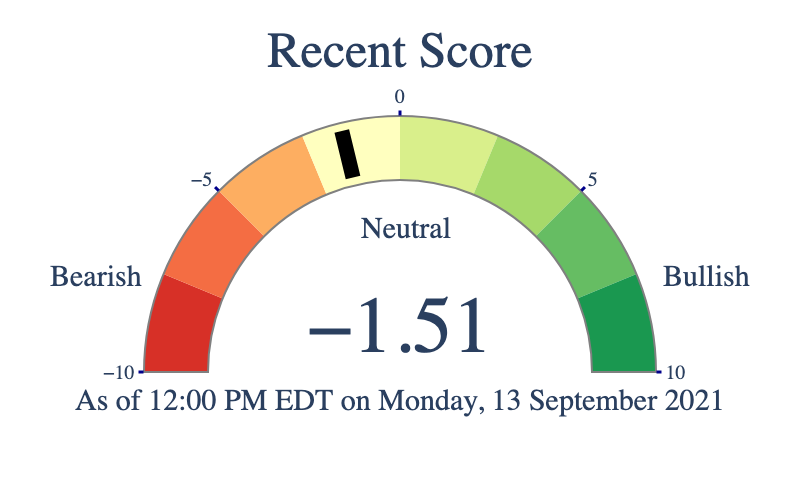 Recent Score
0
−5
5
Neutral
Bearish
Bullish
−1.51
−10
10
As of 12:00 PM EDT on Monday, 13 September 2021